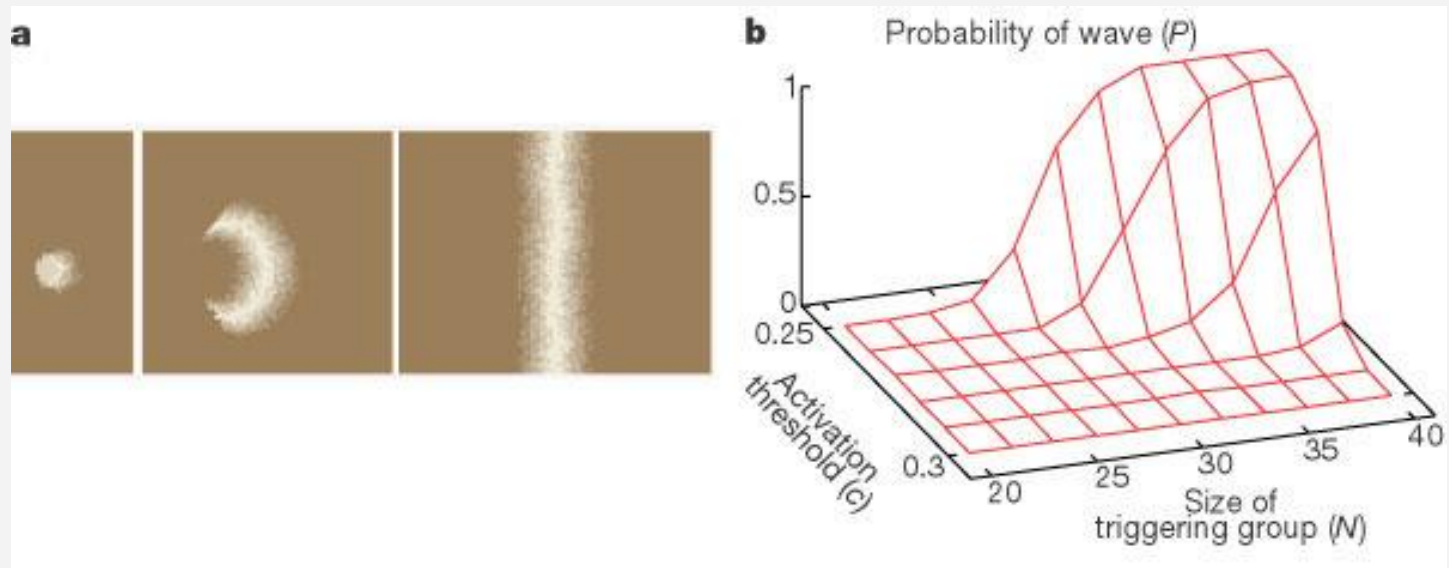 a
b
Probability of wave (P)
1
0.5
0
0.25
Activation
threshold (c)
0.3
20
25
30
35
40
Size of
triggering group (N)